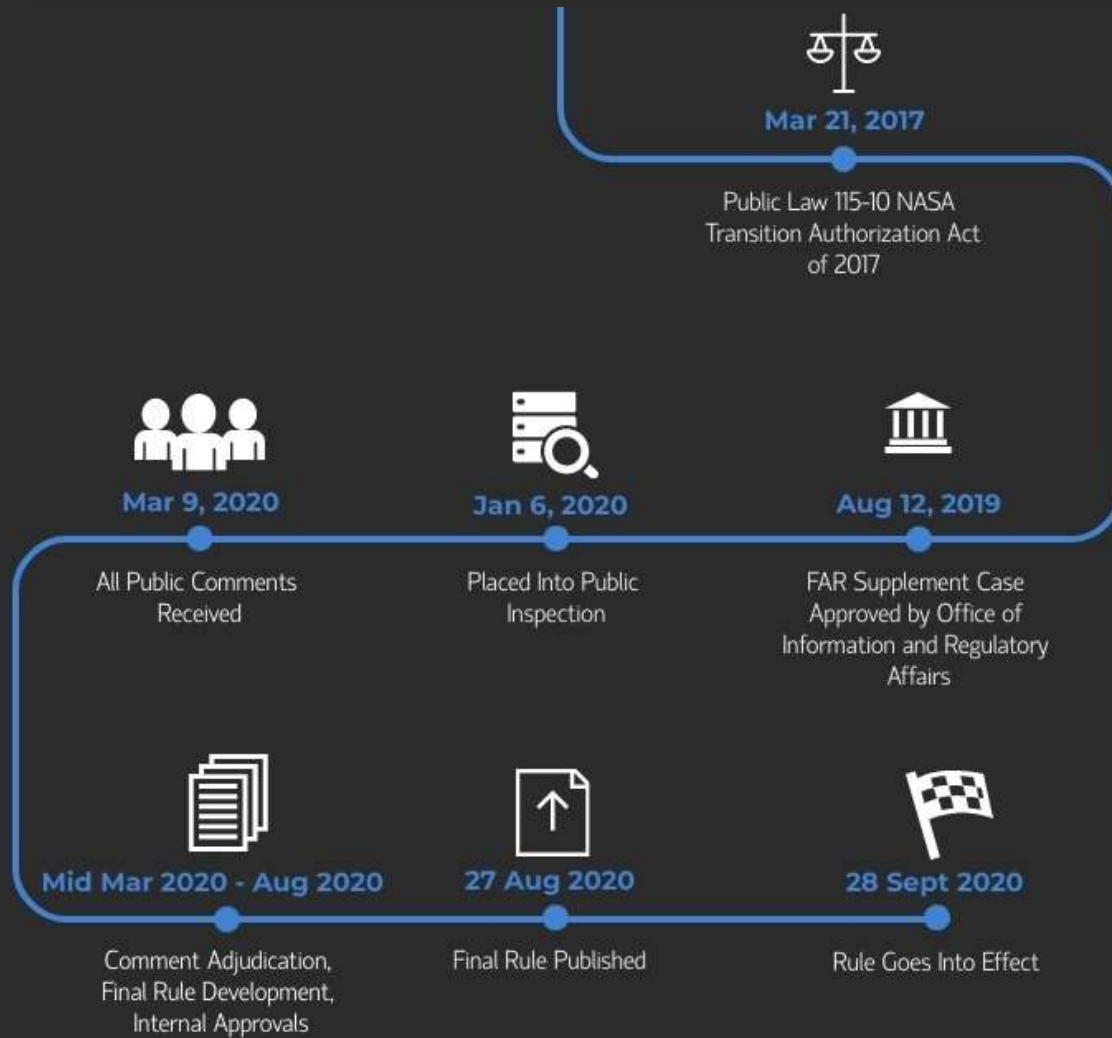 Mar 21, 2017
Public Law 115-10 NASA
Transition Authorization Act
of 2017
Aug 12, 2019
FAR Supplement Case
Approved by Office of
Information and Regulatory
Affairs
Jan 6, 2020
Placed Into Public
Inspection
Mar 9, 2020
All Public Comments
Received
Mid Mar 2020 - Aug 2020
Comment Adjudication,
Final Rule Development,
Internal Approvals
27 Aug 2020
Final Rule Published
28 Sept 2020
Rule Goes Into Effect